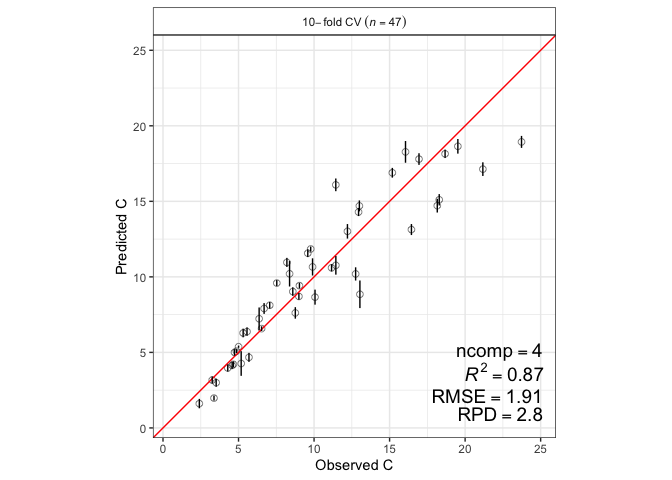 10−fold CV (n = 47)
25
20
15
10
5
0
Predicted C
ncomp = 4
R² = 0.87
RMSE = 1.91
RPD = 2.8
0 5 10 15 20 25
Observed C